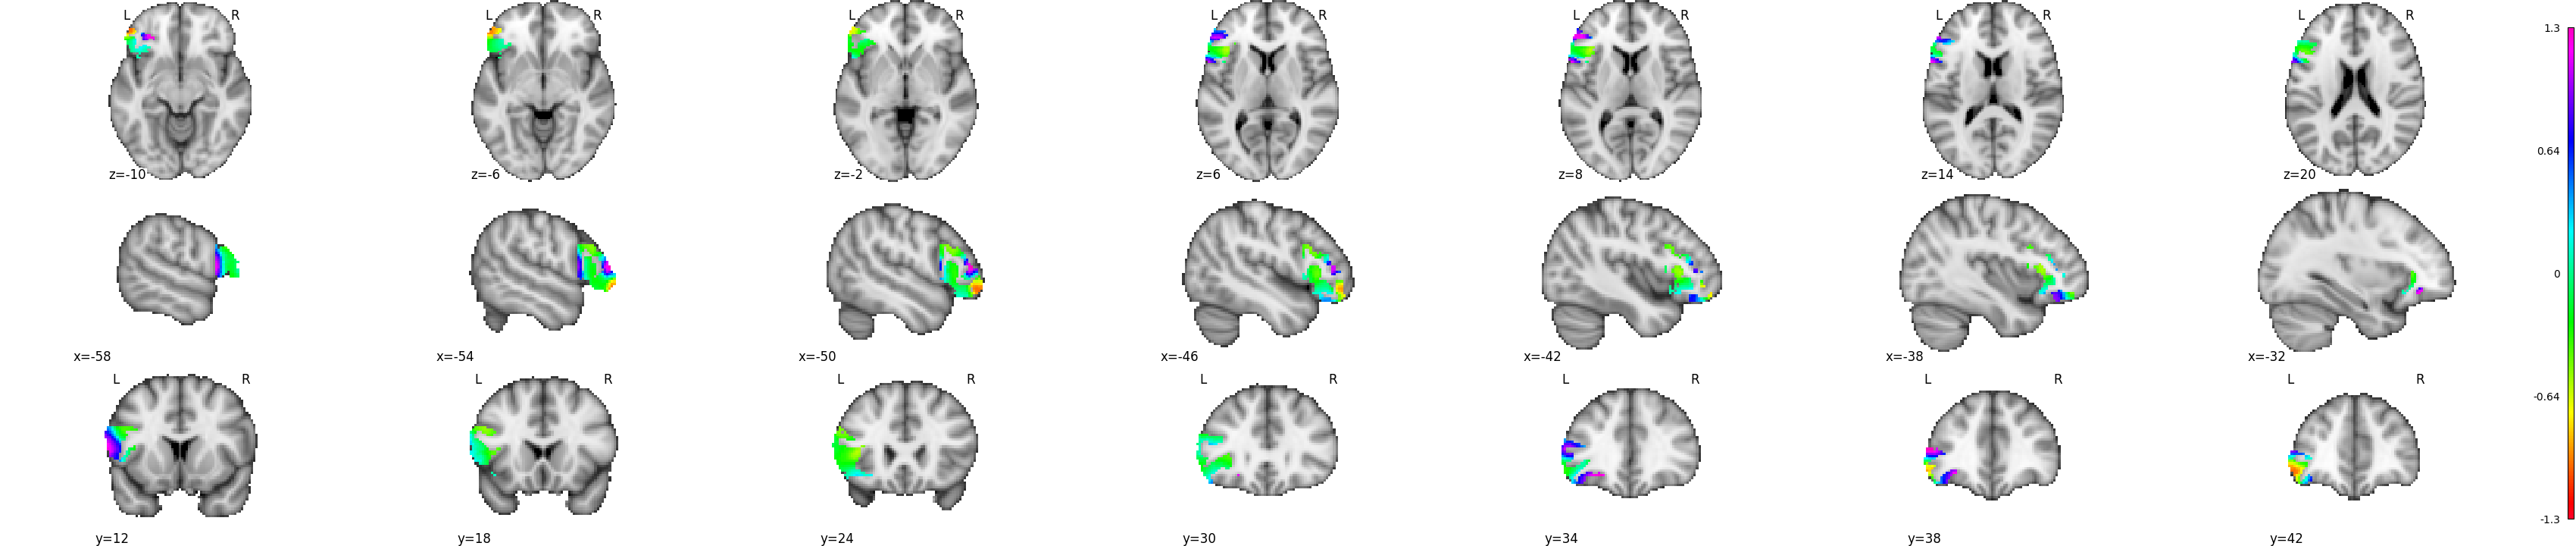 L R L R L R L R L R L R L R
1.3
0.64
0
-0.64
-1.3
z=-10 z=-6 z=-2 z=6 z=8 z=14 z=20
x=-58 x=-54 x=-50 x=-46 x=-42 x=-38 x=-32
L R L R L R L R L R L R L R
y=12 y=18 y=24 y=30 y=34 y=38 y=42